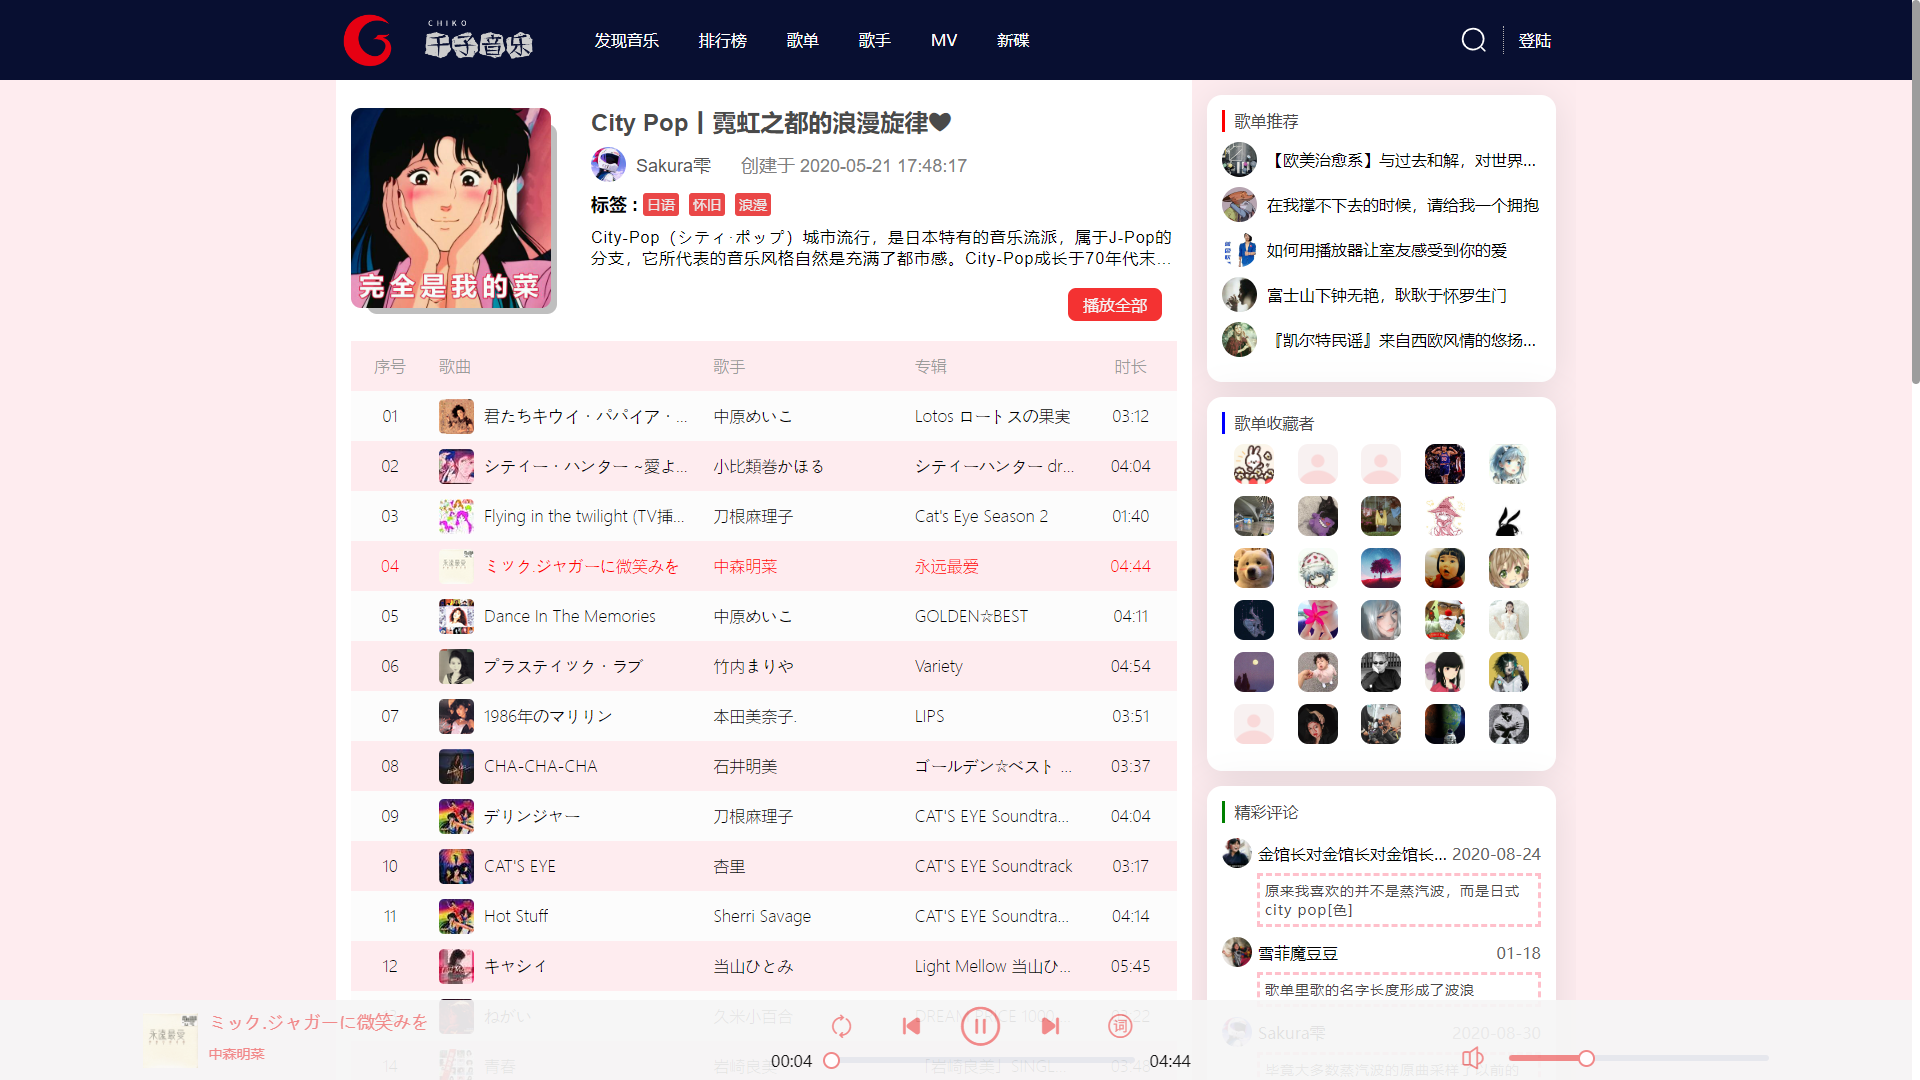 CHIKO
千子音乐
发现音乐 排行榜 歌单 歌手 MV 新碟
登陆
完全是我的菜
City Pop丨霓虹之都的浪漫旋律❤
Sakura雫 创建于 2020-05-21 17:48:17
标签 : 日语 怀旧 浪漫
City-Pop（シティ·ポップ）城市流行，是日本特有的音乐流派，属于J-Pop的
分支，它所代表的音乐风格自然是充满了都市感。City-Pop成长于70年代末...
播放全部
序号 歌曲 歌手 专辑 时长
01 君たちキウイ・パパイア・... 中原めいこ Lotos ロートスの果実 03:12
02 シティー・ハンター ~愛よ... 小比類巻かほる シティーハンター dr... 04:04
03 Flying in the twilight (TV挿... 刀根麻理子 Cat's Eye Season 2 01:40
04 ミック.ジャガーに微笑みを 中森明菜 永远最爱 04:44
05 Dance In The Memories 中原めいこ GOLDEN☆BEST 04:11
06 プラスティック・ラブ 竹内まりや Variety 04:54
07 1986年のマリリン 本田美奈子. LIPS 03:51
08 CHA-CHA-CHA 石井明美 ゴールデン☆ベスト ... 03:37
09 デリンジャー 刀根麻理子 CAT'S EYE Soundtra... 04:04
10 CAT'S EYE 杏里 CAT'S EYE Soundtrack 03:17
11 Hot Stuff Sherri Savage CAT'S EYE Soundtra... 04:14
12 キャシィ 当山ひとみ Light Mellow 当山ひ... 05:45
ねがい 久米小百合
14 青春 岩崎良美 「岩崎良美」SINGL... 03:48
歌单推荐
【欧美治愈系】与过去和解，对世界...
在我撑不下去的时候，请给我一个拥抱
如何用播放器让室友感受到你的爱
富士山下钟无艳，耿耿于怀罗生门
『凯尔特民谣』来自西欧风情的悠扬...
歌单收藏者
精彩评论
金馆长对金馆长对金馆长... 2020-08-24
原来我喜欢的并不是蒸汽波，而是日式
city pop[色]
雪菲魔豆豆 01-18
歌单里歌的名字长度形成了波浪
Sakura雫 2020-08-30
毕竟大多数蒸汽波的原曲采样了以前的
ミック.ジャガーに微笑みを
中森明菜
词
00:04 04:44